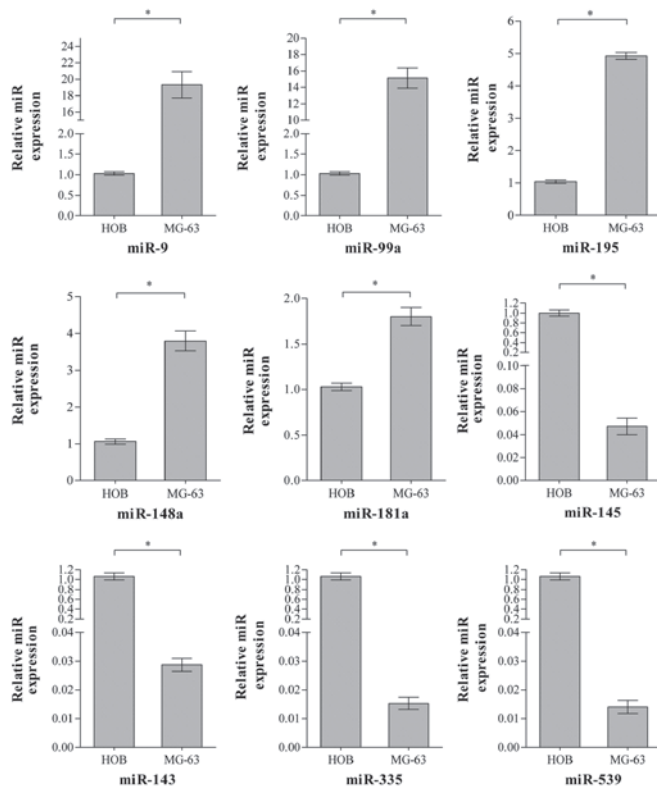 *
*
*
Relative miR
expression
24
22
20
18
16
2.0
1.5
1.0
0.5
0.0
HOB
MG-63
miR-9
Relative miR
expression
16
14
12
10
8
6
4
2
2.0
1.5
1.0
0.5
0.0
HOB
MG-63
miR-99a
Relative miR
expression
6
5
4
3
2
1
0
HOB
MG-63
miR-195
*
*
*
Relative miR
expression
5
4
3
2
1
0
HOB
MG-63
miR-148a
Relative miR
expression
2.0
1.5
1.0
0.5
0.0
HOB
MG-63
miR-181a
Relative miR
expression
1.2
1.0
0.8
0.6
0.4
0.2
0.10
0.08
0.06
0.04
0.02
0.00
HOB
MG-63
miR-145
*
*
*
Relative miR
expression
1.2
1.0
0.8
0.6
0.4
0.2
0.04
0.03
0.02
0.01
0.00
HOB
MG-63
miR-143
Relative miR
expression
1.2
1.0
0.8
0.6
0.4
0.2
0.04
0.03
0.02
0.01
0.00
HOB
MG-63
miR-335
Relative miR
expression
1.2
1.0
0.8
0.6
0.4
0.2
0.04
0.03
0.02
0.01
0.00
HOB
MG-63
miR-539